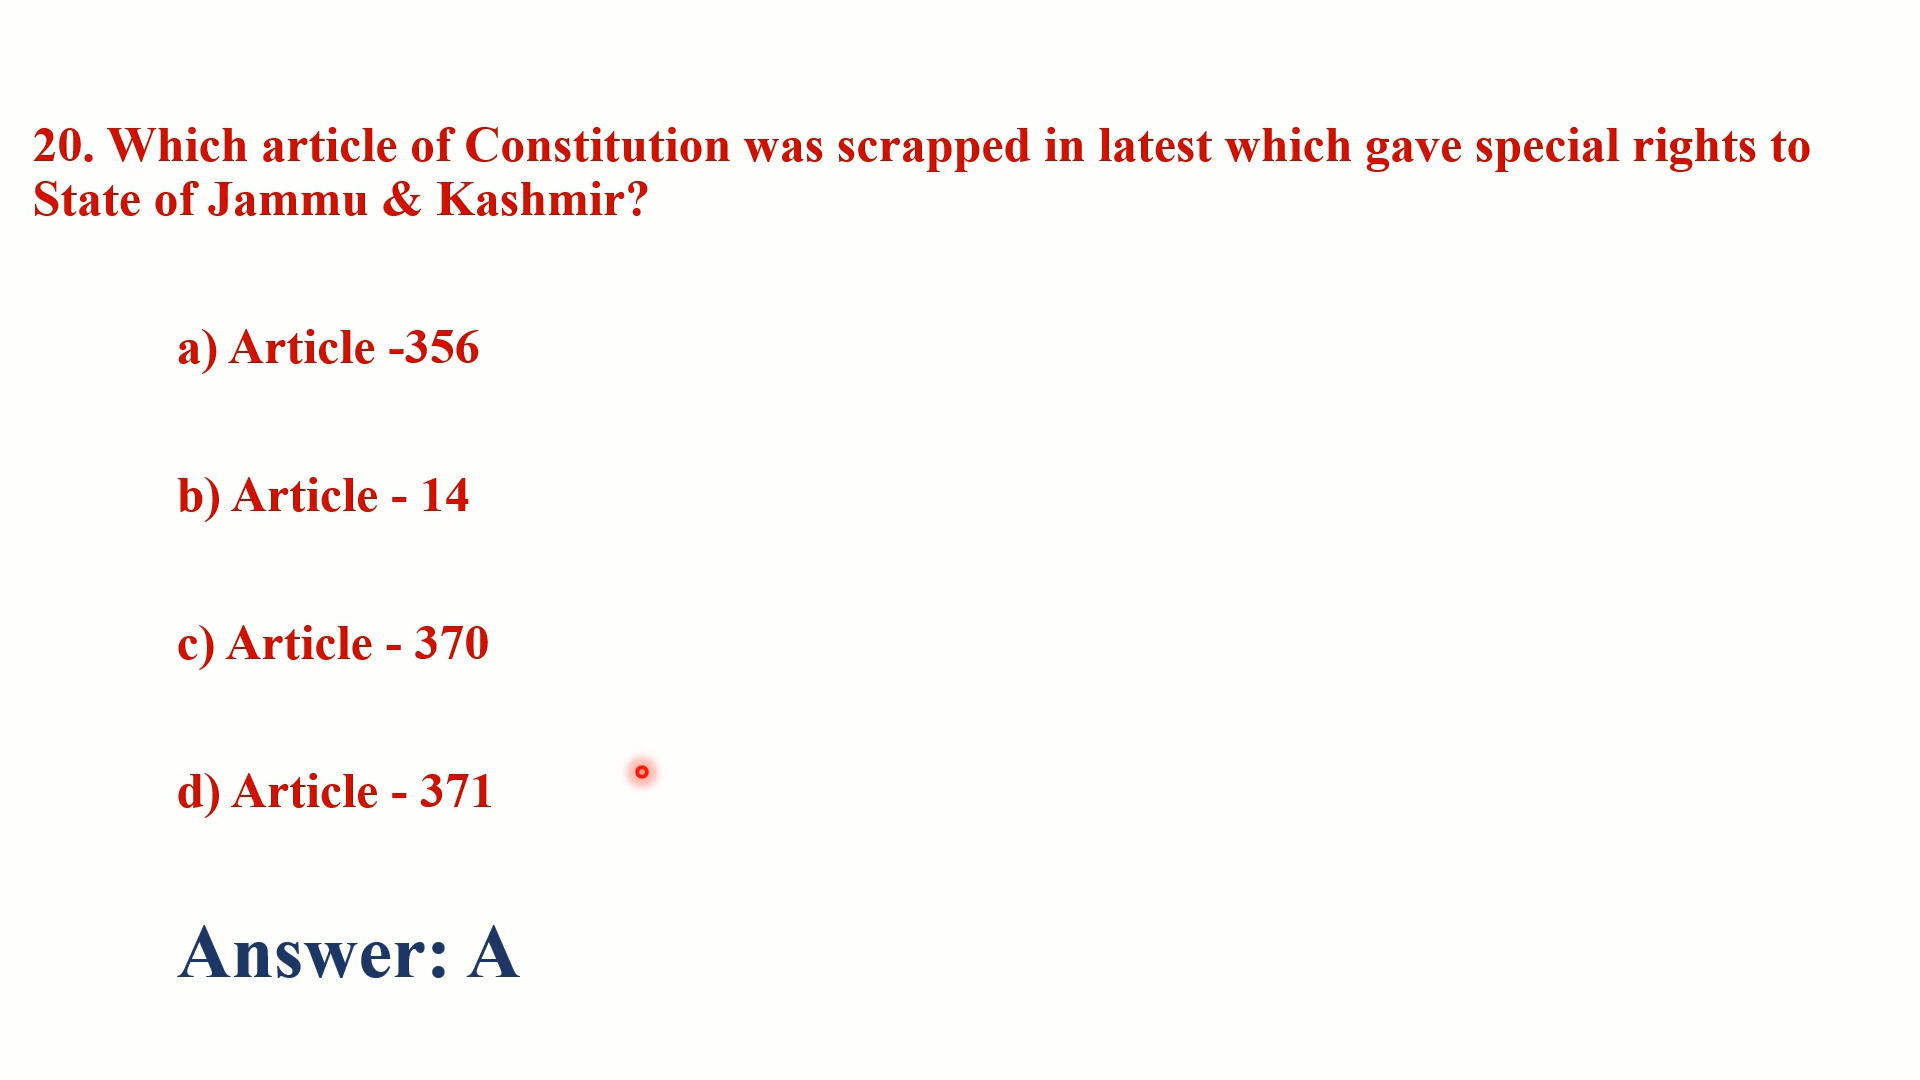 20. Which article of Constitution was scrapped in latest which gave special rights to
State of Jammu & Kashmir?
a) Article -356
b) Article - 14
c) Article - 370
d) Article - 371
Answer: A